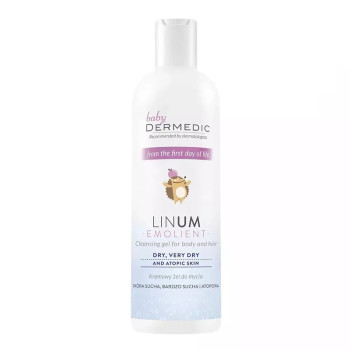 baby
DERMEDIC
Recommended by dermatologists
from the first day of life
LINUM
EMOLIENT
Cleansing gel for body and hair
DRY, VERY DRY
AND ATOPIC SKIN
Kremowy żel do mycia
SKÓRA SUCHA, BARDZO SUCHA I ATOPOWA